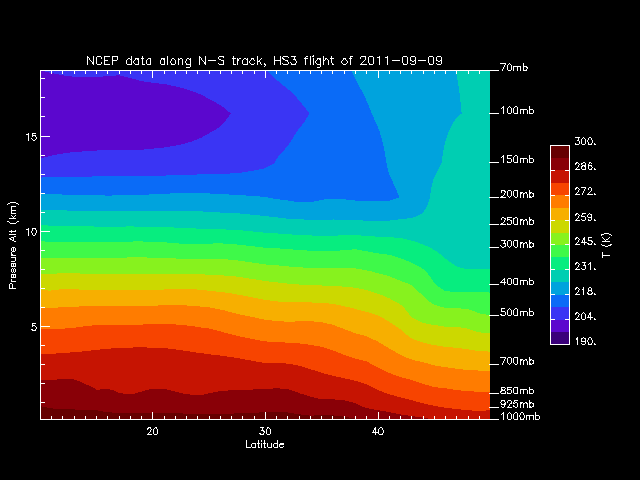 NCEP data along N-S track, HS3 flight of 2011-09-09
70mb
100mb
15
300.
150mb
286.
200mb
272.
250mb
259.
10
300mb
245.
231.
400mb
218.
500mb
204.
5
190.
700mb
850mb
925mb
1000mb
Pressure Alt (km)
T (K)
20
30
40
Latitude